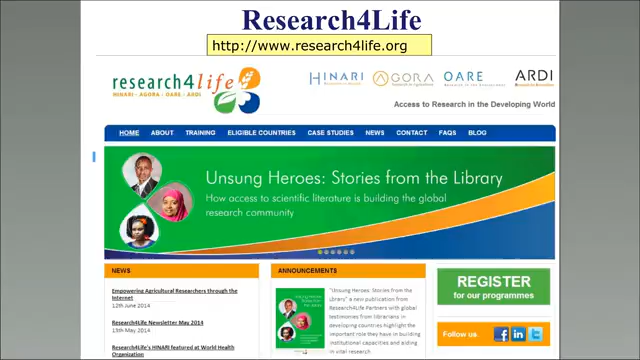 Research4Life
http://www.research4life.org
research4life
HINARI - AGORA - OARE - ARDI
HINARI
AGORA
OARE
ARDI
Access to Research in the Developing World
HOME ABOUT TRAINING ELIGIBLE COUNTRIES CASE STUDIES NEWS CONTACT FAQS BLOG
Unsung Heroes: Stories from the Library
How access to scientific literature is building the global
research community
NEWS
Empowering Agricultural Researchers through the
Internet
12th June 2014
Research4Life Newsletter May 2014
15th May 2014
Research4Life's HINARI featured at World Health
Organization
ANNOUNCEMENTS
"Unsung Heroes: Stories from the
Library" a new publication from
Research4Life Partners with global
testimonies from librarians in
developing countries highlight the
important role they have in building
institutional capacities and aiding
in vital research
REGISTER
for our programmes
Follow us